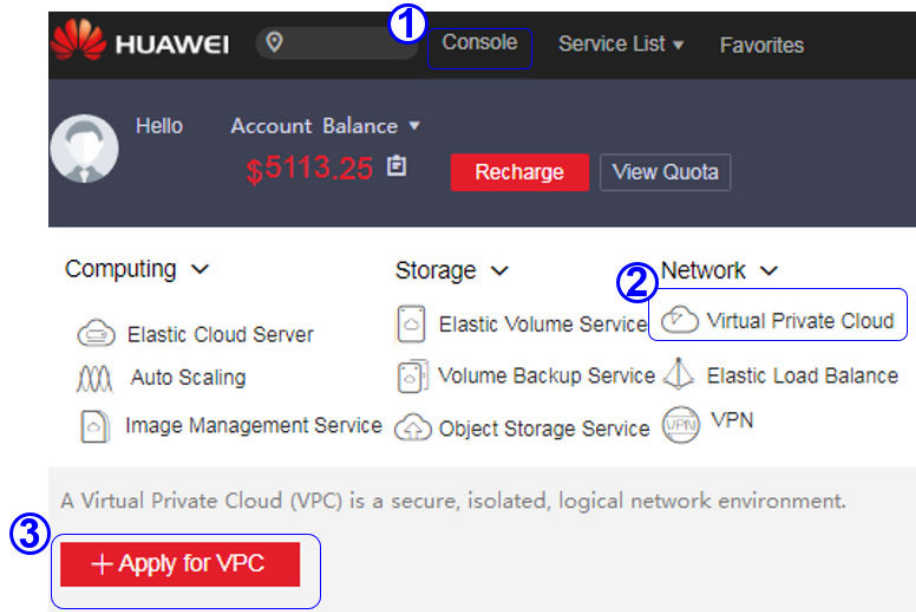 ① 
HUAWEI Console Service List Favorites
Hello Account Balance
$5113.25 Recharge View Quota
Computing Storage ② Network
Elastic Cloud Server Elastic Volume Service Virtual Private Cloud
Auto Scaling Volume Backup Service Elastic Load Balance
Image Management Service Object Storage Service VPN VPN
A Virtual Private Cloud (VPC) is a secure, isolated, logical network environment.
③
+ Apply for VPC